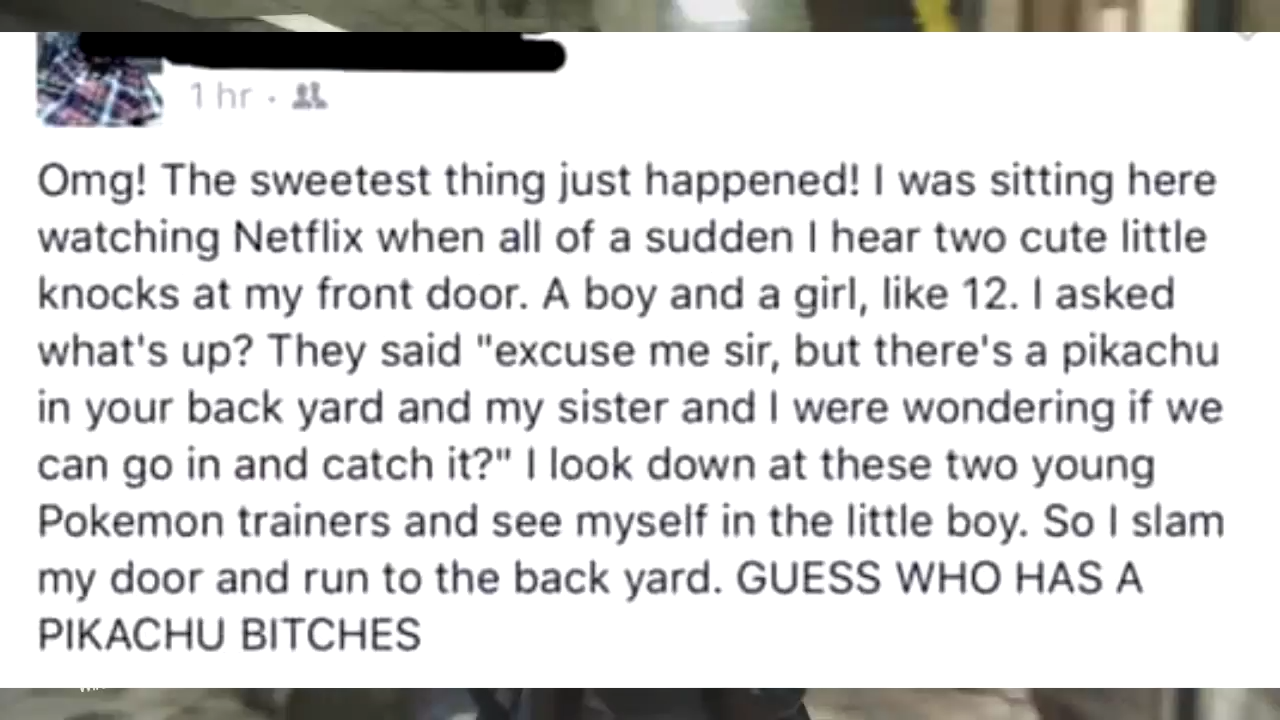 1 hr ·
Omg! The sweetest thing just happened! I was sitting here
watching Netflix when all of a sudden I hear two cute little
knocks at my front door. A boy and a girl, like 12. I asked
what's up? They said "excuse me sir, but there's a pikachu
in your back yard and my sister and I were wondering if we
can go in and catch it?" I look down at these two young
Pokemon trainers and see myself in the little boy. So I slam
my door and run to the back yard. GUESS WHO HAS A
PIKACHU BITCHES